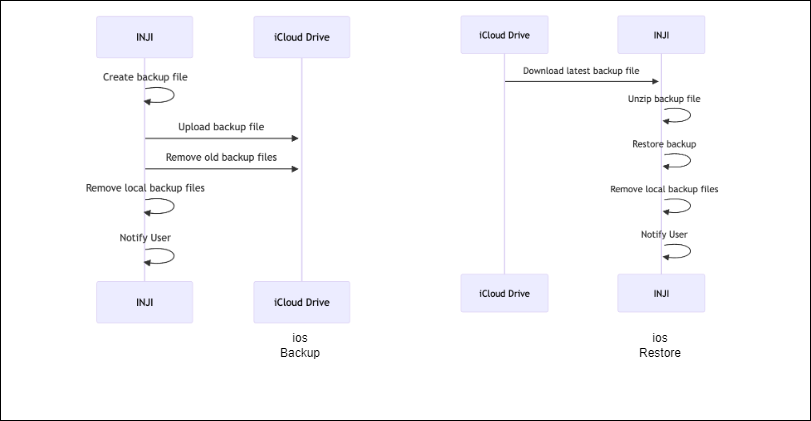 INJI
iCloud Drive
Create backup file
Upload backup file
Remove old backup files
Remove local backup files
Notify User
INJI
iCloud Drive
ios
Backup
iCloud Drive
INJI
Download latest backup file
Unzip backup file
Restore backup
Remove local backup files
Notify User
iCloud Drive
INJI
ios
Restore